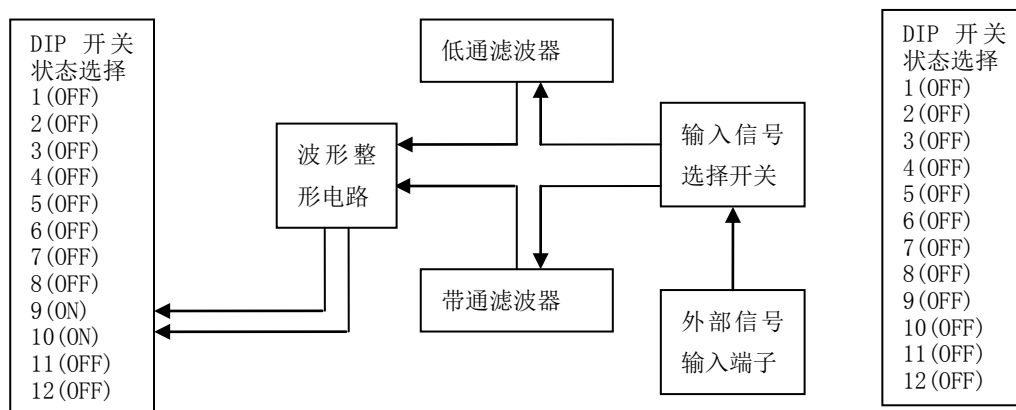 DIP 开关
状态选择
1(OFF)
2(OFF)
3(OFF)
4(OFF)
5(OFF)
6(OFF)
7(OFF)
8(OFF)
9(ON)
10(ON)
11(OFF)
12(OFF)
波形整
形电路
低通滤波器
带通滤波器
输入信号
选择开关
外部信号
输入端子
DIP 开关
状态选择
1(OFF)
2(OFF)
3(OFF)
4(OFF)
5(OFF)
6(OFF)
7(OFF)
8(OFF)
9(OFF)
10(OFF)
11(OFF)
12(OFF)